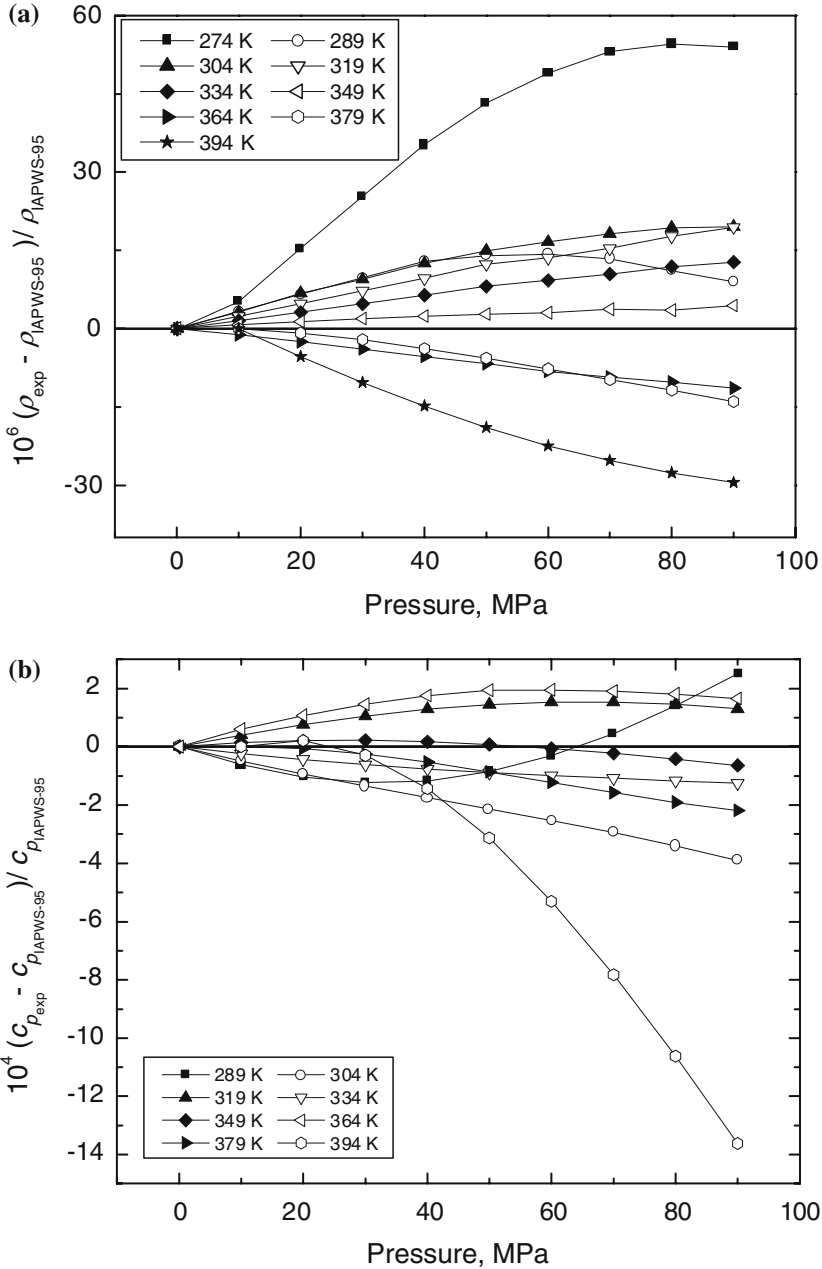 (a)
274 K 289 K
304 K 319 K
334 K 349 K
364 K 379 K
394 K
60
30
0
-30
10⁶ (ρexp - ρIAPWS-95) / ρIAPWS-95
0 20 40 60 80 100
Pressure, MPa
(b)
2
0
-2
-4
-6
-8
-10
-12
-14
10⁴ (cpexp - cpIAPWS-95) / cpIAPWS-95
289 K 304 K
319 K 334 K
349 K 364 K
379 K 394 K
0 20 40 60 80 100
Pressure, MPa